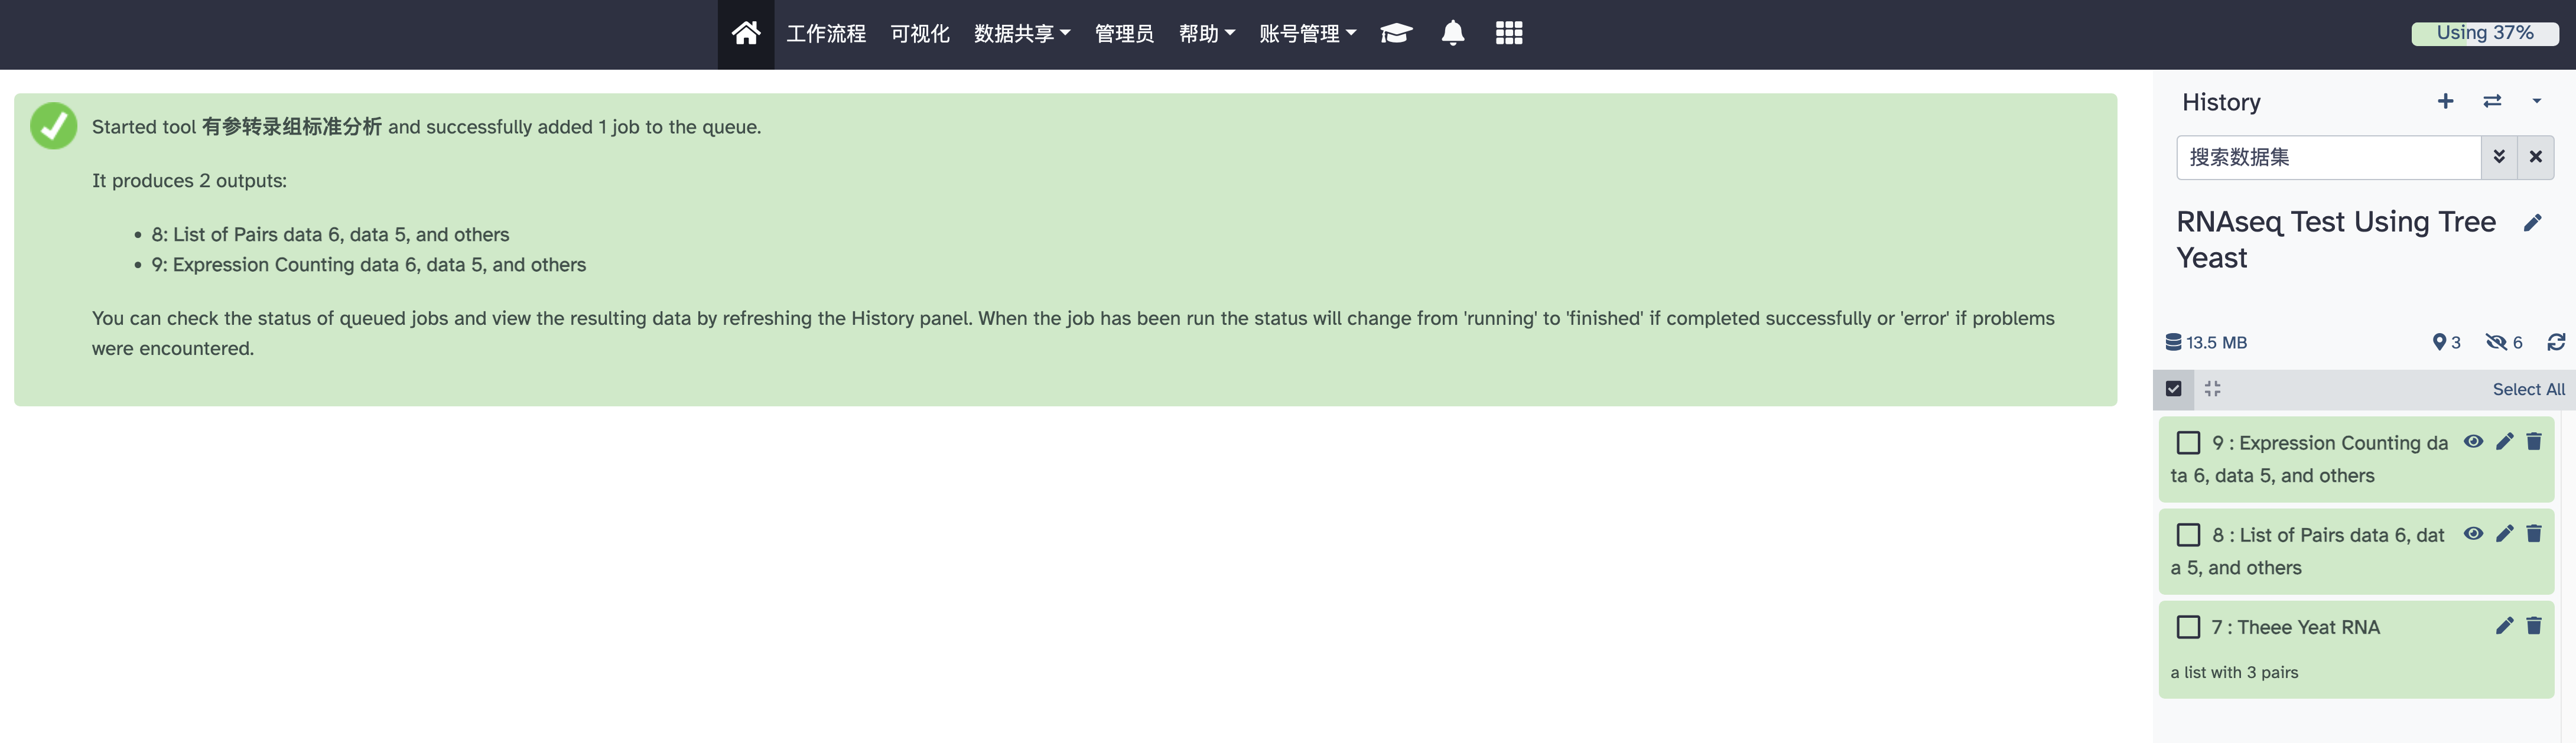 工作流程 可视化 数据共享 管理员 帮助 账号管理 Using 37%
Started tool 有参转录组标准分析 and successfully added 1 job to the queue.
It produces 2 outputs:
• 8: List of Pairs data 6, data 5, and others
• 9: Expression Counting data 6, data 5, and others
You can check the status of queued jobs and view the resulting data by refreshing the History panel. When the job has been run the status will change from 'running' to 'finished' if completed successfully or 'error' if problems
were encountered.
History
搜索数据集
RNAseq Test Using Tree
Yeast
13.5 MB 3 6
Select All
9 : Expression Counting da
ta 6, data 5, and others
8 : List of Pairs data 6, dat
a 5, and others
7 : Theee Yeat RNA
a list with 3 pairs